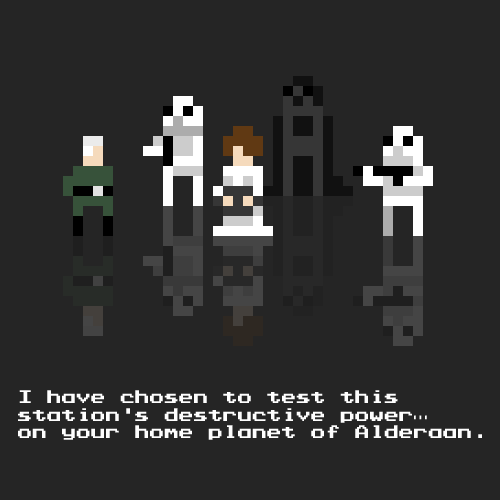 I have chosen to test this
station's destructive power…
on your home planet of Alderaan.